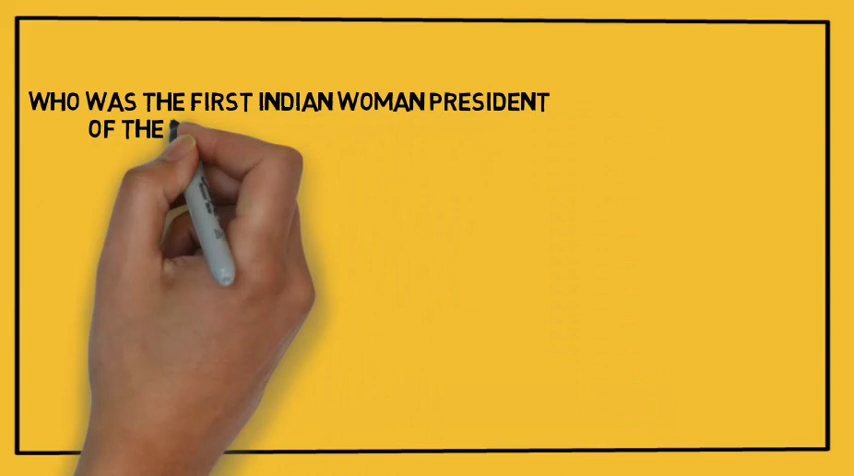 WHO WAS THE FIRST INDIAN WOMAN PRESIDENT
OF THE